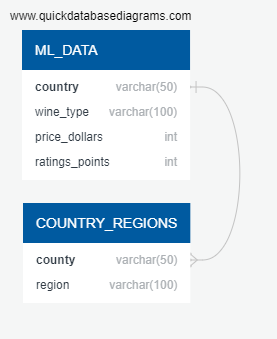 www.quickdatabasediagrams.com
ML_DATA
country varchar(50)
wine_type varchar(100)
price_dollars int
ratings_points int
COUNTRY_REGIONS
county varchar(50)
region varchar(100)